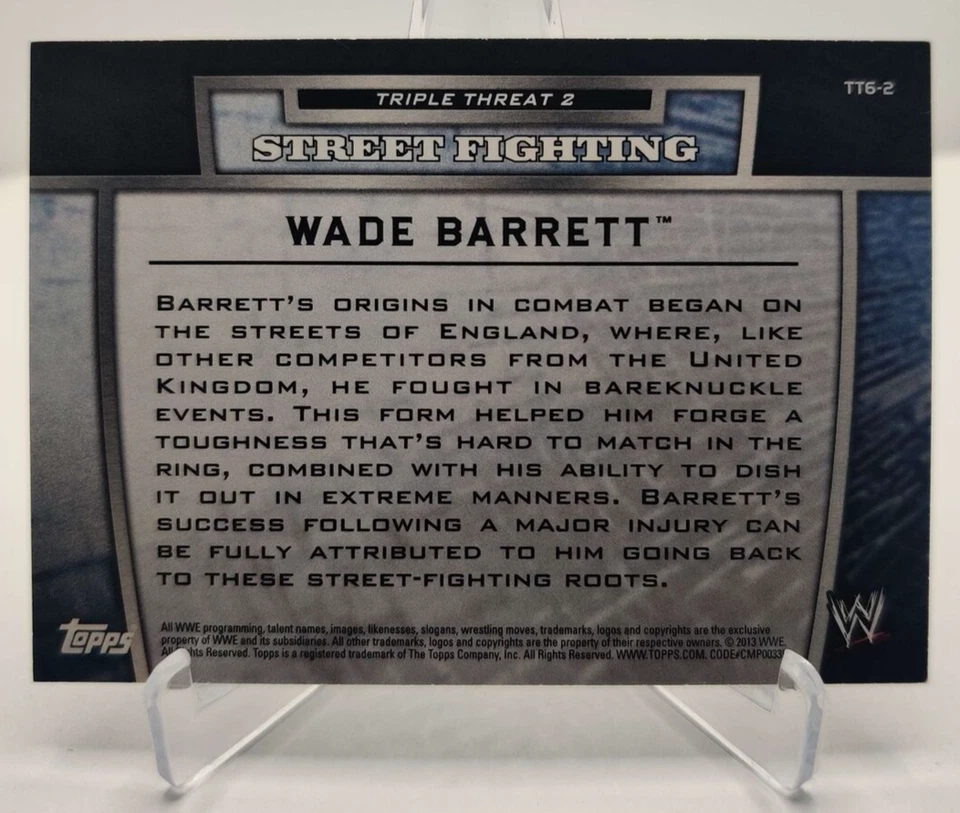 TT6-2
TRIPLE THREAT 2
STREET FIGHTING
WADE BARRETT™
BARRETT'S ORIGINS IN COMBAT BEGAN ON
THE STREETS OF ENGLAND, WHERE, LIKE
OTHER COMPETITORS FROM THE UNITED
KINGDOM, HE FOUGHT IN BAREKNUCKLE
EVENTS. THIS FORM HELPED HIM FORGE A
TOUGHNESS THAT'S HARD TO MATCH IN THE
RING, COMBINED WITH HIS ABILITY TO DISH
IT OUT IN EXTREME MANNERS. BARRETT'S
SUCCESS FOLLOWING A MAJOR INJURY CAN
BE FULLY ATTRIBUTED TO HIM GOING BACK
TO THESE STREET-FIGHTING ROOTS.
Topps
W
All WWE programming, talent names, images, likenesses, slogans, wrestling moves, trademarks, logos and copyrights are the exclusive
property of WWE and its subsidiaries. All other trademarks, logos and copyrights are the property of their respective owners. © 2013 WWE.
All Rights Reserved. Topps is a registered trademark of The Topps Company, Inc. All Rights Reserved. WWW.TOPPS.COM.